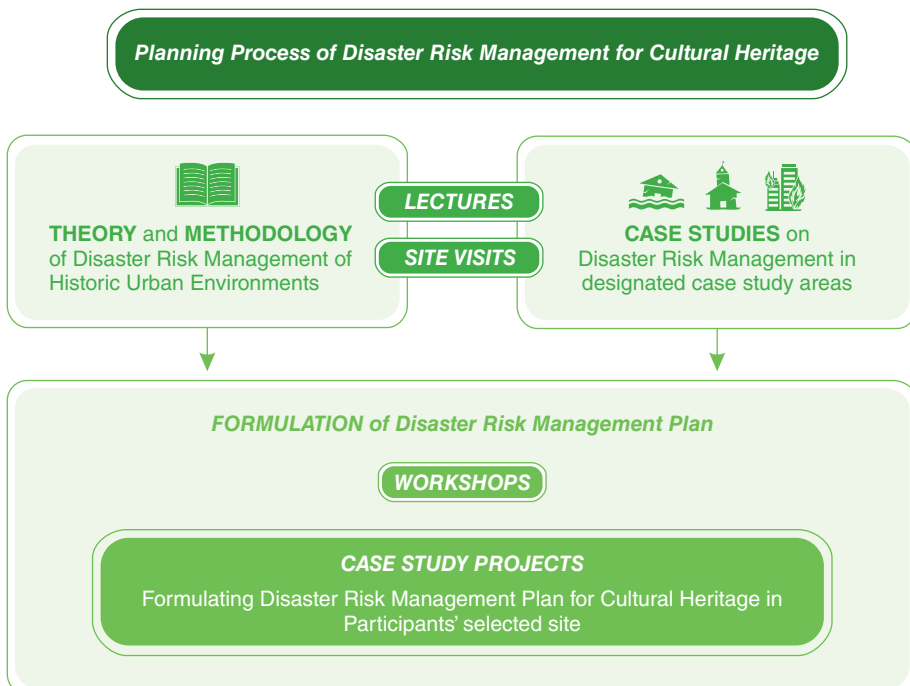 Planning Process of Disaster Risk Management for Cultural Heritage
THEORY and METHODOLOGY
of Disaster Risk Management of
Historic Urban Environments
LECTURES
SITE VISITS
CASE STUDIES on
Disaster Risk Management in
designated case study areas
FORMULATION of Disaster Risk Management Plan
WORKSHOPS
CASE STUDY PROJECTS
Formulating Disaster Risk Management Plan for Cultural Heritage in
Participants' selected site